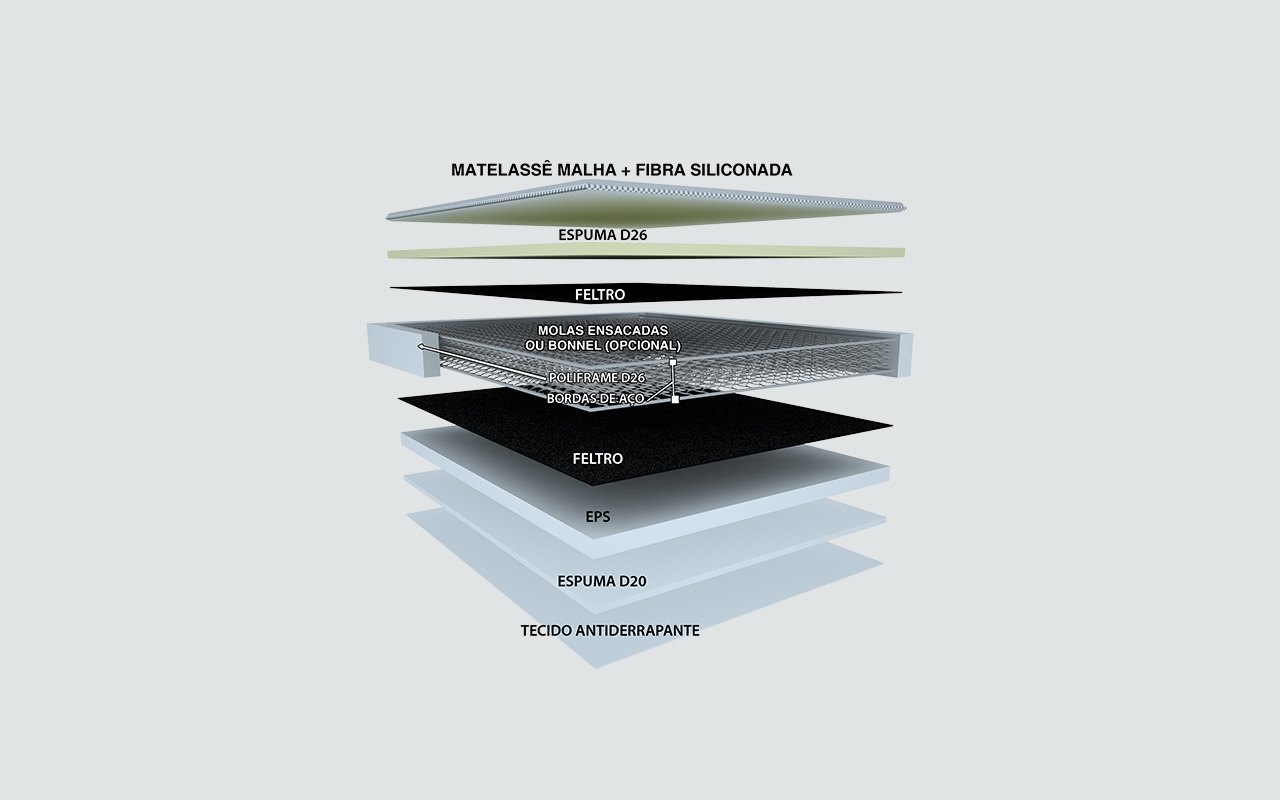 MATELASSÊ MALHA + FIBRA SILICONADA
ESPUMA D26
FELTRO
MOLAS ENSACADAS
OU BONNEL (OPCIONAL)
POLIFRAME D26
BORDAS DE AÇO
FELTRO
EPS
ESPUMA D20
TECIDO ANTIDERRAPANTE